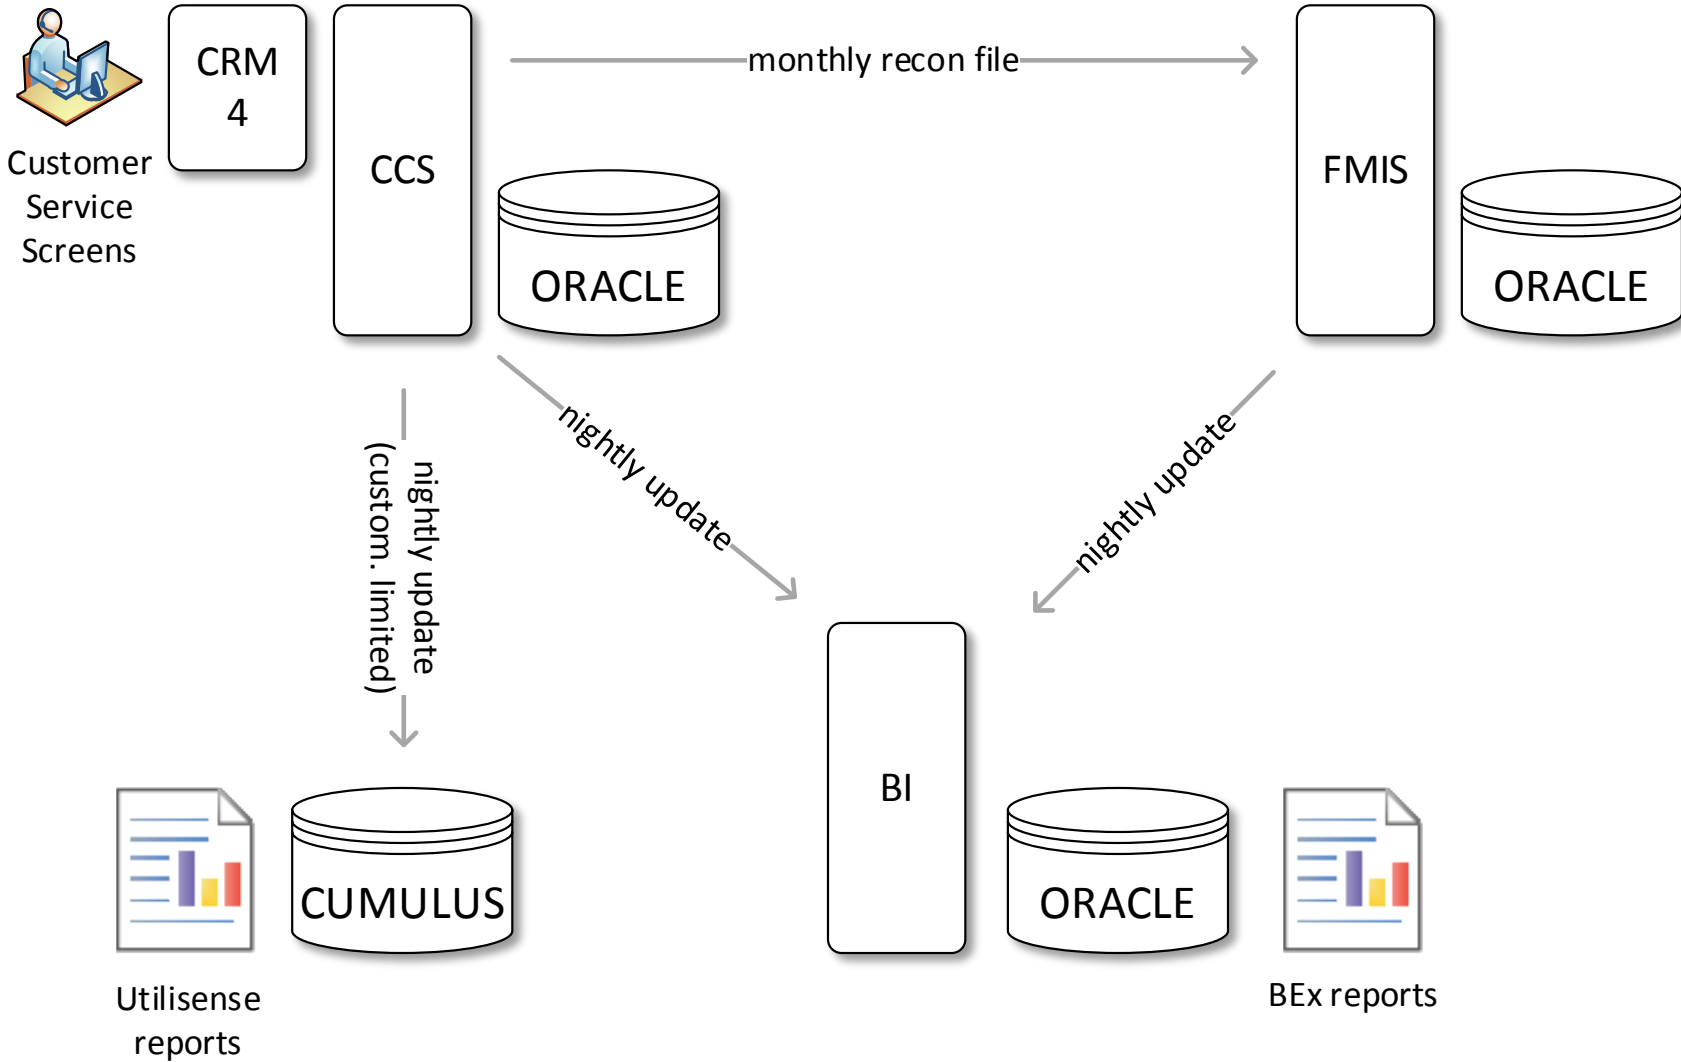 CRM
4
CCS
monthly recon file
FMIS
Customer
Service
Screens
ORACLE
ORACLE
nightly update
(custom. limited)
nightly update
nightly update
BI
CUMULUS
ORACLE
Utilisense
reports
BEx reports